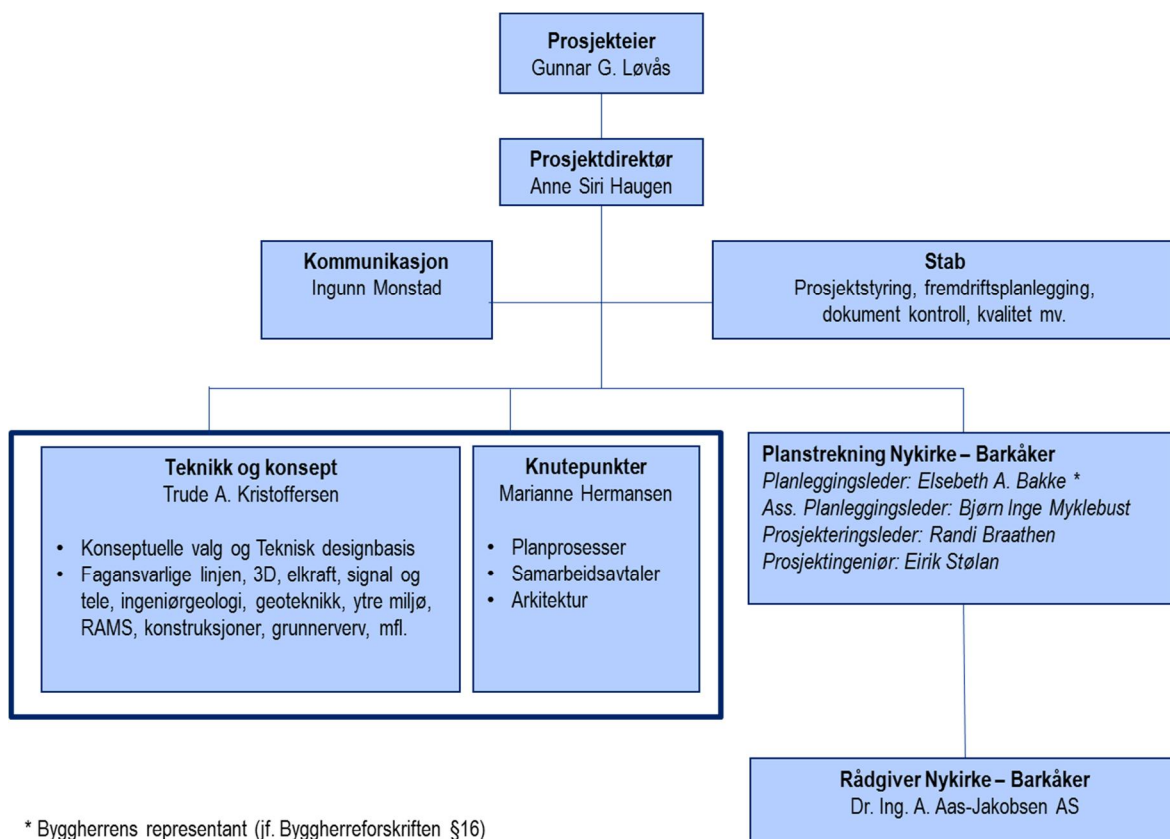 Prosjekteier
Gunnar G. Løvås
Prosjektdirektør
Anne Siri Haugen
Kommunikasjon
Ingunn Monstad
Stab
Prosjektstyring, fremdriftsplanlegging,
dokument kontroll, kvalitet mv.
Teknikk og konsept
Trude A. Kristoffersen
• Konseptuelle valg og Teknisk designbasis
• Fagansvarlige linjen, 3D, elkraft, signal og
tele, ingeniørgeologi, geoteknikk, ytre miljø,
RAMS, konstruksjoner, grunnerverv, mfl.
Knutepunkter
Marianne Hermansen
• Planprosesser
• Samarbeidsavtaler
• Arkitektur
Planstrekning Nykirke – Barkåker
Planleggingsleder: Elsebeth A. Bakke *
Ass. Planleggingsleder: Bjørn Inge Myklebust
Prosjekteringsleder: Randi Braathen
Prosjektingeniør: Eirik Stølan
Rådgiver Nykirke – Barkåker
Dr. Ing. A. Aas-Jakobsen AS
* Byggherrens representant (jf. Byggherreforskriften §16)